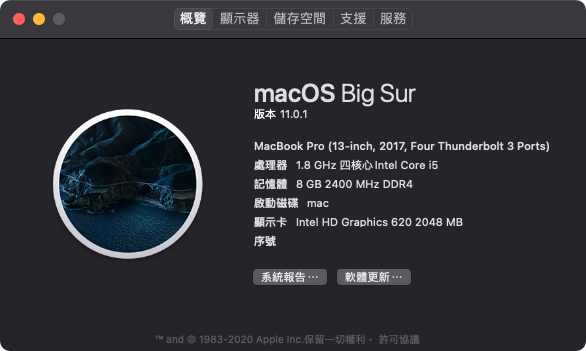 概覽 顯示器 儲存空間 支援 服務
macOS Big Sur
版本 11.0.1
MacBook Pro (13-inch, 2017, Four Thunderbolt 3 Ports)
處理器 1.8 GHz 四核心 Intel Core i5
記憶體 8 GB 2400 MHz DDR4
啟動磁碟 mac
顯示卡 Intel HD Graphics 620 2048 MB
序號
系統報告⋯ 軟體更新⋯
™ and © 1983-2020 Apple Inc.保留一切權利。 許可協議